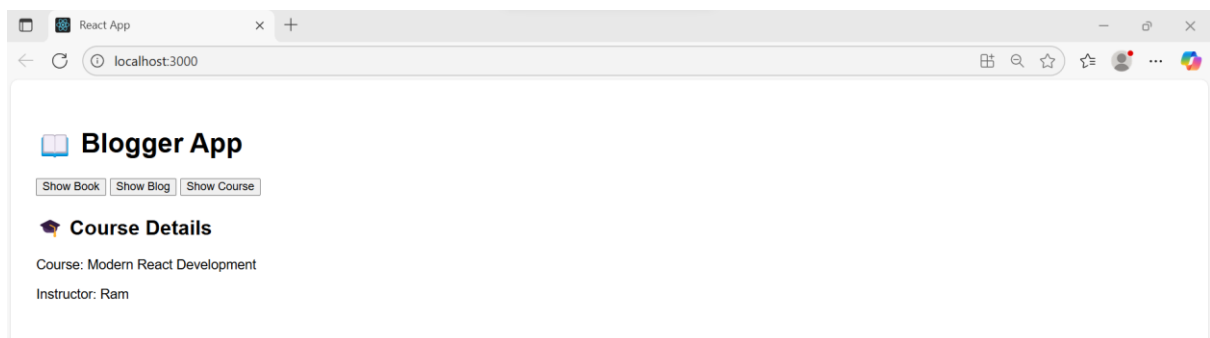 React App
localhost:3000
Blogger App
Show Book Show Blog Show Course
Course Details
Course: Modern React Development
Instructor: Ram